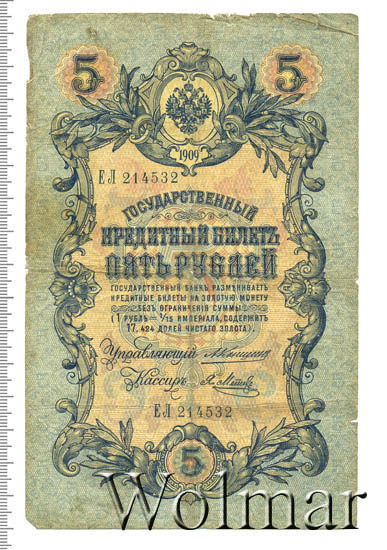 5 5
1909
ЕЛ 214532
ГОСУДАРСТВЕННЫЙ
КРЕДИТНЫЙ БИЛЕТЪ
ПЯТЬ РУБЛЕЙ
ГОСУДАРСТВЕННЫЙ БАНКЪ РАЗМѢНИВАЕТЪ
КРЕДИТНЫЕ БИЛЕТЫ НА ЗОЛОТУЮ МОНЕТУ
БЕЗЪ ОГРАНИЧЕНІЯ СУММЫ
(1 РУБЛЬ = 1/15 ИМПЕРІАЛА, СОДЕРЖИТЪ
17,424 ДОЛЕЙ ЧИСТАГО ЗОЛОТА).
Управляющій
Кассиръ
ЕЛ 214532
5
Wolmar